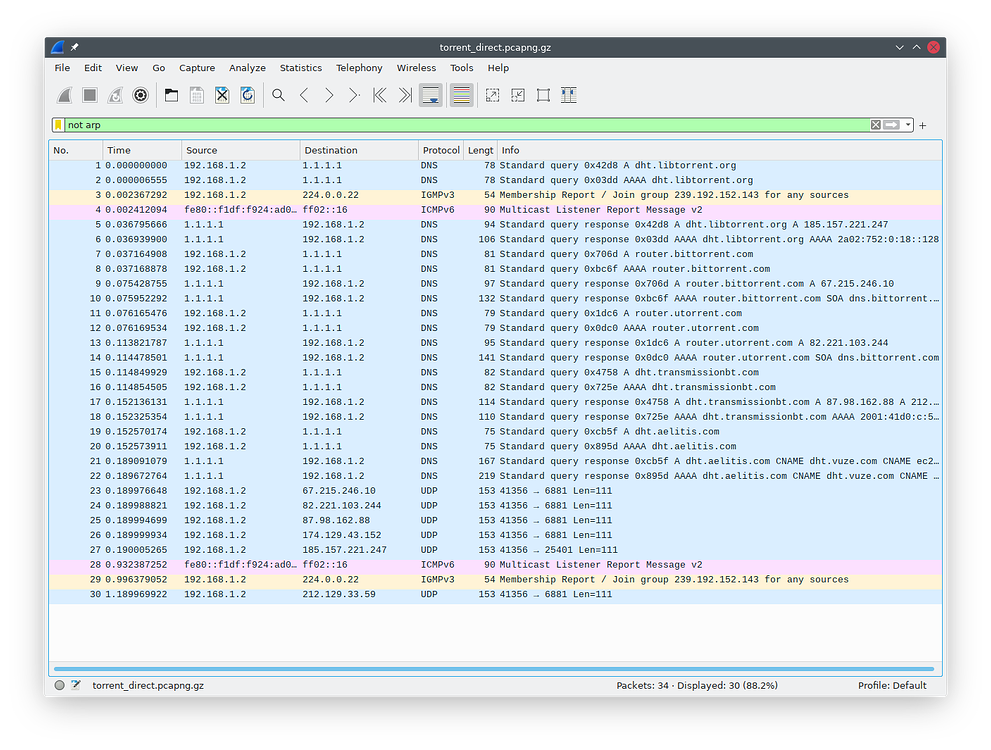 torrent_direct.pcapng.gz
File Edit View Go Capture Analyze Statistics Telephony Wireless Tools Help
not arp
No. Time Source Destination Protocol Lengt Info
1 0.000000000 192.168.1.2 1.1.1.1 DNS 78 Standard query 0x42d8 A dht.libtorrent.org
2 0.000006555 192.168.1.2 1.1.1.1 DNS 78 Standard query 0x03dd AAAA dht.libtorrent.org
3 0.002367292 192.168.1.2 224.0.0.22 IGMPv3 54 Membership Report / Join group 239.192.152.143 for any sources
4 0.002412094 fe80::f1df:f924:ad0… ff02::16 ICMPv6 90 Multicast Listener Report Message v2
5 0.036795666 1.1.1.1 192.168.1.2 DNS 94 Standard query response 0x42d8 A dht.libtorrent.org A 185.157.221.247
6 0.036939900 1.1.1.1 192.168.1.2 DNS 106 Standard query response 0x03dd AAAA dht.libtorrent.org AAAA 2a02:752:0:18::128
7 0.037164908 192.168.1.2 1.1.1.1 DNS 81 Standard query 0x706d A router.bittorrent.com
8 0.037168878 192.168.1.2 1.1.1.1 DNS 81 Standard query 0xbc6f AAAA router.bittorrent.com
9 0.075428755 1.1.1.1 192.168.1.2 DNS 97 Standard query response 0x706d A router.bittorrent.com A 67.215.246.10
10 0.075952292 1.1.1.1 192.168.1.2 DNS 132 Standard query response 0xbc6f AAAA router.bittorrent.com SOA dns.bittorrent.…
11 0.076165476 192.168.1.2 1.1.1.1 DNS 79 Standard query 0x1dc6 A router.utorrent.com
12 0.076169534 192.168.1.2 1.1.1.1 DNS 79 Standard query 0x0dc0 AAAA router.utorrent.com
13 0.113821787 1.1.1.1 192.168.1.2 DNS 95 Standard query response 0x1dc6 A router.utorrent.com A 82.221.103.244
14 0.114478501 1.1.1.1 192.168.1.2 DNS 141 Standard query response 0x0dc0 AAAA router.utorrent.com SOA dns.bittorrent.com
15 0.114849929 192.168.1.2 1.1.1.1 DNS 82 Standard query 0x4758 A dht.transmissionbt.com
16 0.114854505 192.168.1.2 1.1.1.1 DNS 82 Standard query 0x725e AAAA dht.transmissionbt.com
17 0.152136131 1.1.1.1 192.168.1.2 DNS 114 Standard query response 0x4758 A dht.transmissionbt.com A 87.98.162.88 A 212.…
18 0.152325354 1.1.1.1 192.168.1.2 DNS 110 Standard query response 0x725e AAAA dht.transmissionbt.com AAAA 2001:41d0:c:5…
19 0.152570174 192.168.1.2 1.1.1.1 DNS 75 Standard query 0xcb5f A dht.aelitis.com
20 0.152573911 192.168.1.2 1.1.1.1 DNS 75 Standard query 0x895d AAAA dht.aelitis.com
21 0.189091079 1.1.1.1 192.168.1.2 DNS 167 Standard query response 0xcb5f A dht.aelitis.com CNAME dht.vuze.com CNAME ec2…
22 0.189672764 1.1.1.1 192.168.1.2 DNS 219 Standard query response 0x895d AAAA dht.aelitis.com CNAME dht.vuze.com CNAME …
23 0.189976648 192.168.1.2 67.215.246.10 UDP 153 41356 → 6881 Len=111
24 0.189988821 192.168.1.2 82.221.103.244 UDP 153 41356 → 6881 Len=111
25 0.189994699 192.168.1.2 87.98.162.88 UDP 153 41356 → 6881 Len=111
26 0.189999934 192.168.1.2 174.129.43.152 UDP 153 41356 → 6881 Len=111
27 0.190005265 192.168.1.2 185.157.221.247 UDP 153 41356 → 25401 Len=111
28 0.932387252 fe80::f1df:f924:ad0… ff02::16 ICMPv6 90 Multicast Listener Report Message v2
29 0.996379052 192.168.1.2 224.0.0.22 IGMPv3 54 Membership Report / Join group 239.192.152.143 for any sources
30 1.189969922 192.168.1.2 212.129.33.59 UDP 153 41356 → 6881 Len=111
torrent_direct.pcapng.gz Packets: 34 · Displayed: 30 (88.2%) Profile: Default